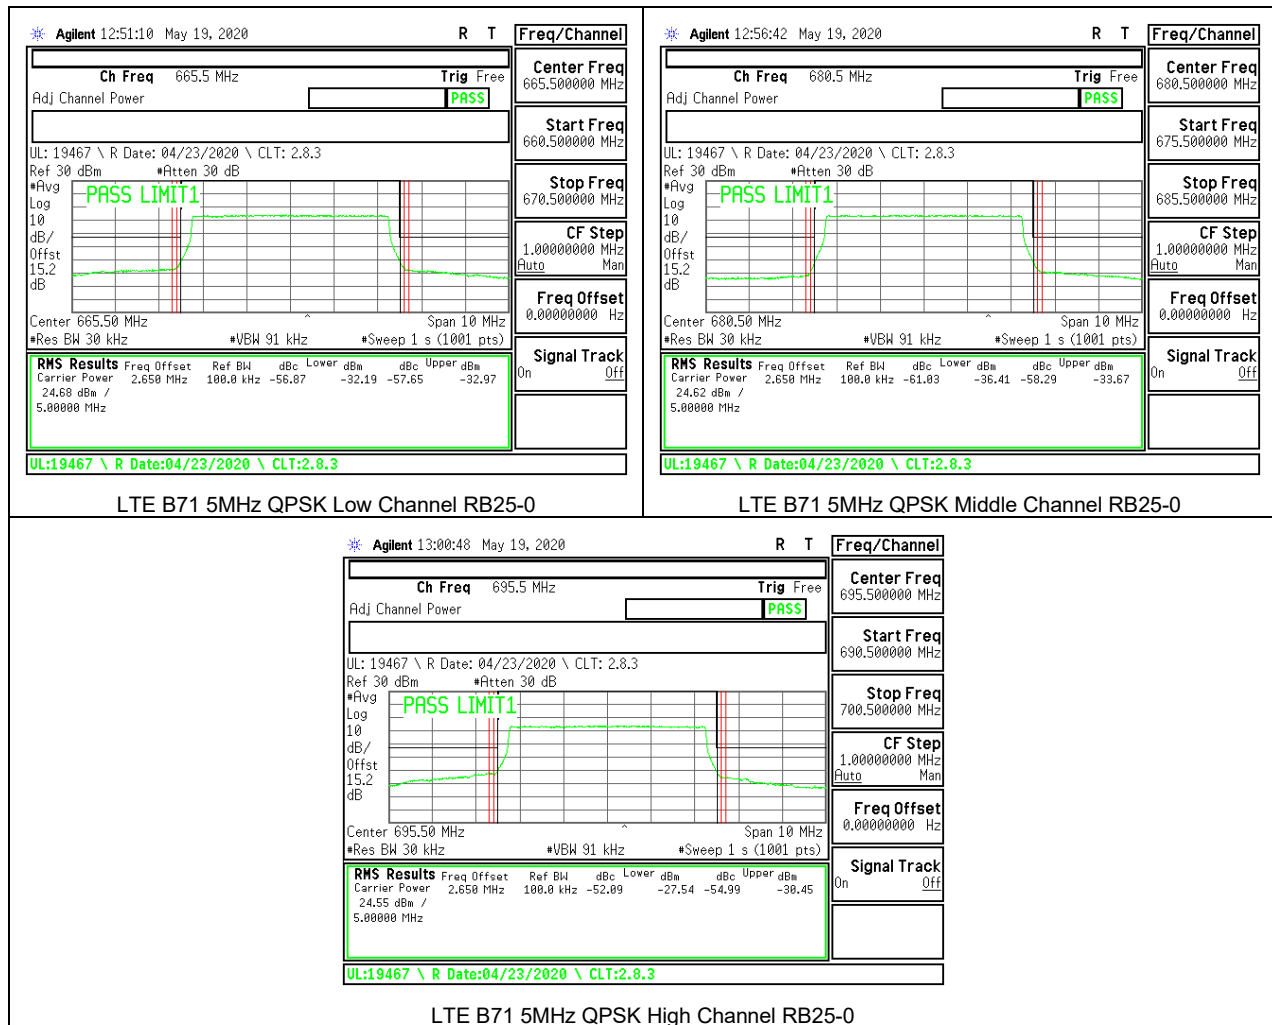 Agilent 12:51:10 May 19, 2020 R T Freq/Channel
Ch Freq 665.5 MHz Trig Free
Adj Channel Power PASS
UL: 19467 \ R Date: 04/23/2020 \ CLT: 2.8.3
Ref 30 dBm #Atten 30 dB
#Avg
Log
10
dB/
Offst
15.2
dB
PASS LIMIT1
Center 665.50 MHz ^ Span 10 MHz
#Res BW 30 kHz #VBW 91 kHz #Sweep 1 s (1001 pts)
RMS Results Freq Offset Ref BW dBc Lower dBm dBc Upper dBm
Carrier Power 2.650 MHz 100.0 kHz -56.87 -32.19 -57.65 -32.97
24.68 dBm /
5.00000 MHz
UL:19467 \ R Date:04/23/2020 \ CLT:2.8.3
Center Freq
665.500000 MHz
Start Freq
660.500000 MHz
Stop Freq
670.500000 MHz
CF Step
1.00000000 MHz
Auto Man
Freq Offset
0.00000000 Hz
Signal Track
On Off
LTE B71 5MHz QPSK Low Channel RB25-0
Agilent 12:56:42 May 19, 2020 R T Freq/Channel
Ch Freq 680.5 MHz Trig Free
Adj Channel Power PASS
UL: 19467 \ R Date: 04/23/2020 \ CLT: 2.8.3
Ref 30 dBm #Atten 30 dB
#Avg
Log
10
dB/
Offst
15.2
dB
PASS LIMIT1
Center 680.50 MHz ^ Span 10 MHz
#Res BW 30 kHz #VBW 91 kHz #Sweep 1 s (1001 pts)
RMS Results Freq Offset Ref BW dBc Lower dBm dBc Upper dBm
Carrier Power 2.650 MHz 100.0 kHz -61.03 -36.41 -58.29 -33.67
24.62 dBm /
5.00000 MHz
UL:19467 \ R Date:04/23/2020 \ CLT:2.8.3
Center Freq
680.500000 MHz
Start Freq
675.500000 MHz
Stop Freq
685.500000 MHz
CF Step
1.00000000 MHz
Auto Man
Freq Offset
0.00000000 Hz
Signal Track
On Off
LTE B71 5MHz QPSK Middle Channel RB25-0
Agilent 13:00:48 May 19, 2020 R T Freq/Channel
Ch Freq 695.5 MHz Trig Free
Adj Channel Power PASS
UL: 19467 \ R Date: 04/23/2020 \ CLT: 2.8.3
Ref 30 dBm #Atten 30 dB
#Avg
Log
10
dB/
Offst
15.2
dB
PASS LIMIT1
Center 695.50 MHz ^ Span 10 MHz
#Res BW 30 kHz #VBW 91 kHz #Sweep 1 s (1001 pts)
RMS Results Freq Offset Ref BW dBc Lower dBm dBc Upper dBm
Carrier Power 2.650 MHz 100.0 kHz -52.09 -27.54 -54.99 -30.45
24.55 dBm /
5.00000 MHz
UL:19467 \ R Date:04/23/2020 \ CLT:2.8.3
Center Freq
695.500000 MHz
Start Freq
690.500000 MHz
Stop Freq
700.500000 MHz
CF Step
1.00000000 MHz
Auto Man
Freq Offset
0.00000000 Hz
Signal Track
On Off
LTE B71 5MHz QPSK High Channel RB25-0